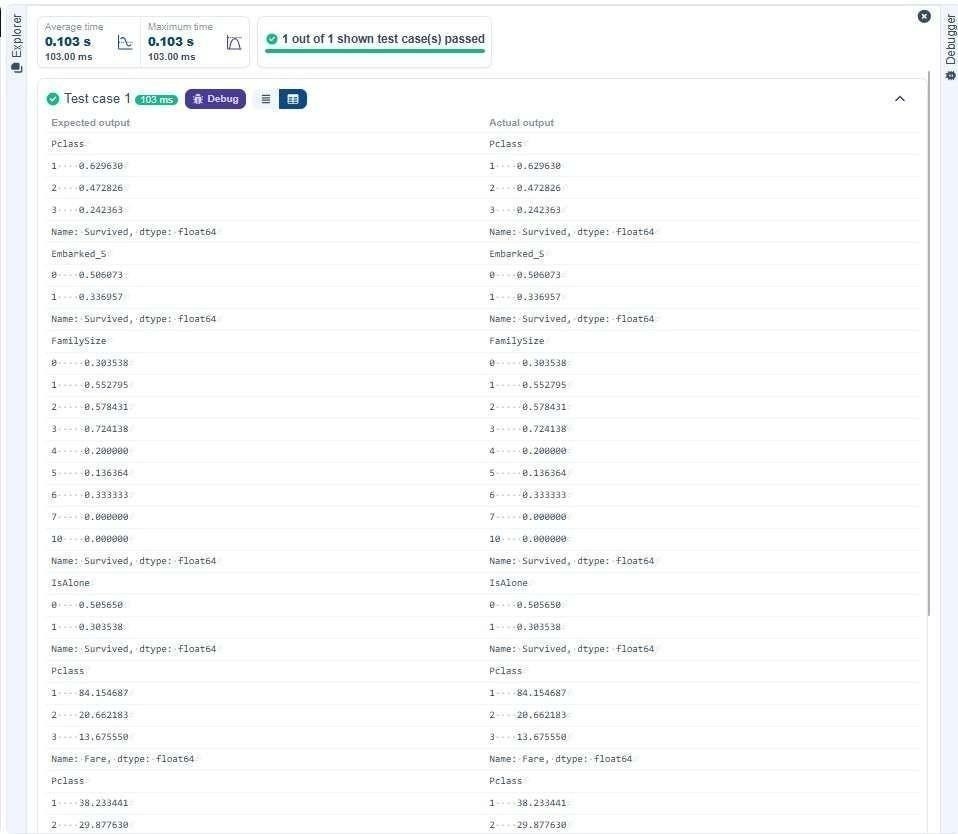 Explorer
Debugger
Average time
0.103 s
103.00 ms
Maximum time
0.103 s
103.00 ms
1 out of 1 shown test case(s) passed
Test case 1 103 ms Debug
Expected output Actual output
Pclass Pclass
1····0.629630 1····0.629630
2····0.472826 2····0.472826
3····0.242363 3····0.242363
Name:·Survived,·dtype:·float64 Name:·Survived,·dtype:·float64
Embarked_S Embarked_S
0····0.506073 0····0.506073
1····0.336957 1····0.336957
Name:·Survived,·dtype:·float64 Name:·Survived,·dtype:·float64
FamilySize FamilySize
0·····0.303538 0·····0.303538
1·····0.552795 1·····0.552795
2·····0.578431 2·····0.578431
3·····0.724138 3·····0.724138
4·····0.200000 4·····0.200000
5·····0.136364 5·····0.136364
6·····0.333333 6·····0.333333
7·····0.000000 7·····0.000000
10····0.000000 10····0.000000
Name:·Survived,·dtype:·float64 Name:·Survived,·dtype:·float64
IsAlone IsAlone
0····0.505650 0····0.505650
1····0.303538 1····0.303538
Name:·Survived,·dtype:·float64 Name:·Survived,·dtype:·float64
Pclass Pclass
1····84.154687 1····84.154687
2····20.662183 2····20.662183
3····13.675550 3····13.675550
Name:·Fare,·dtype:·float64 Name:·Fare,·dtype:·float64
Pclass Pclass
1····38.233441 1····38.233441
2····29.877630 2····29.877630